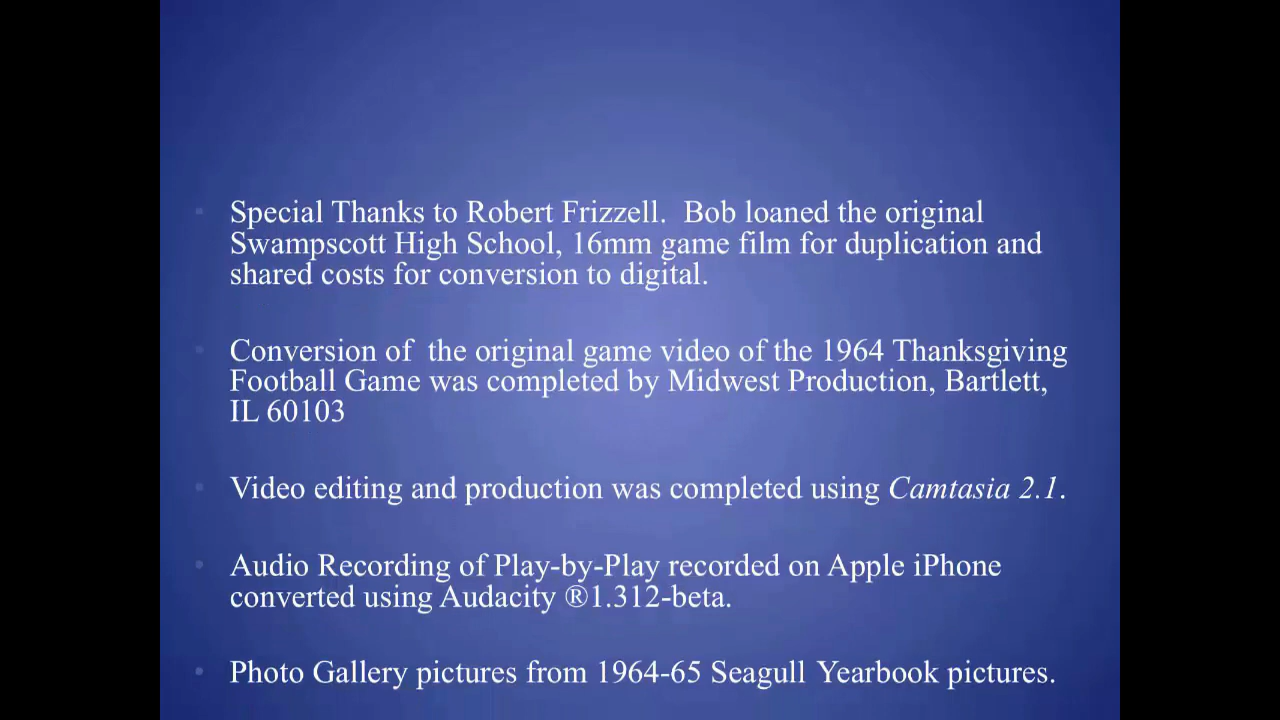 Special Thanks to Robert Frizzell.  Bob loaned the original
Swampscott High School, 16mm game film for duplication and
shared costs for conversion to digital.
Conversion of  the original game video of the 1964 Thanksgiving
Football Game was completed by Midwest Production, Bartlett,
IL 60103
Video editing and production was completed using Camtasia 2.1.
Audio Recording of Play-by-Play recorded on Apple iPhone
converted using Audacity ®1.312-beta.
Photo Gallery pictures from 1964-65 Seagull Yearbook pictures.